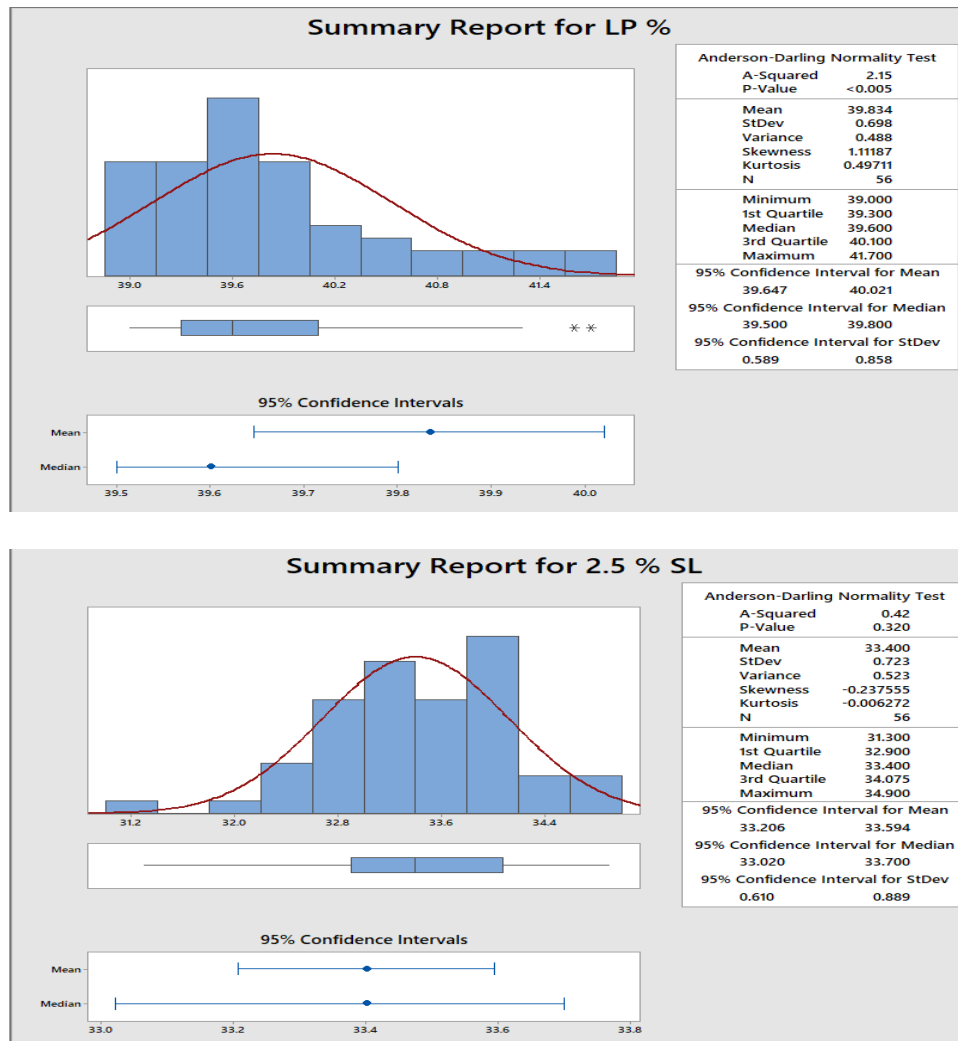 Summary Report for LP %
Anderson-Darling Normality Test
A-Squared 2.15
P-Value <0.005
Mean 39.834
StDev 0.698
Variance 0.488
Skewness 1.11187
Kurtosis 0.49711
N 56
Minimum 39.000
1st Quartile 39.300
Median 39.600
3rd Quartile 40.100
Maximum 41.700
95% Confidence Interval for Mean
39.647 40.021
95% Confidence Interval for Median
39.500 39.800
95% Confidence Interval for StDev
0.589 0.858
39.0 39.6 40.2 40.8 41.4
95% Confidence Intervals
Mean
Median
39.5 39.6 39.7 39.8 39.9 40.0
Summary Report for 2.5 % SL
Anderson-Darling Normality Test
A-Squared 0.42
P-Value 0.320
Mean 33.400
StDev 0.723
Variance 0.523
Skewness -0.237555
Kurtosis -0.006272
N 56
Minimum 31.300
1st Quartile 32.900
Median 33.400
3rd Quartile 34.075
Maximum 34.900
95% Confidence Interval for Mean
33.206 33.594
95% Confidence Interval for Median
33.020 33.700
95% Confidence Interval for StDev
0.610 0.889
31.2 32.0 32.8 33.6 34.4
95% Confidence Intervals
Mean
Median
33.0 33.2 33.4 33.6 33.8